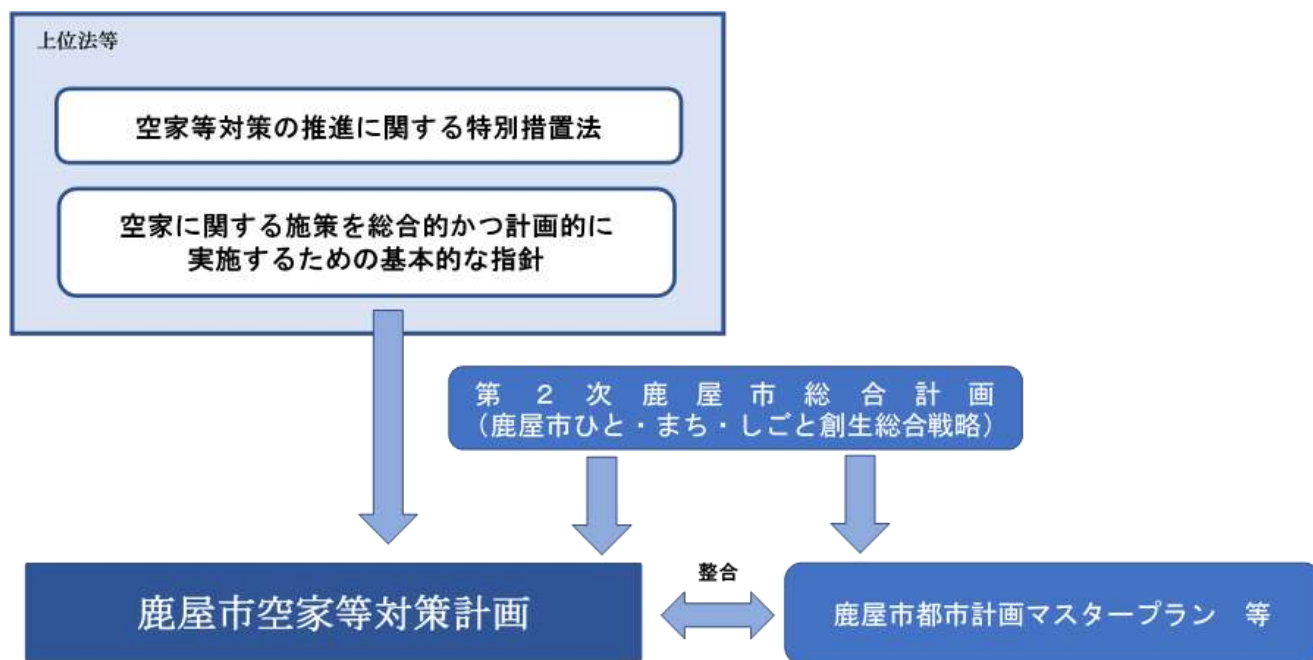 上位法等
空家等対策の推進に関する特別措置法
空家に関する施策を総合的かつ計画的に
実施するための基本的な指針
第２次鹿屋市総合計画
（鹿屋市ひと・まち・しごと創生総合戦略）
鹿屋市空家等対策計画
整合
鹿屋市都市計画マスタープラン　等